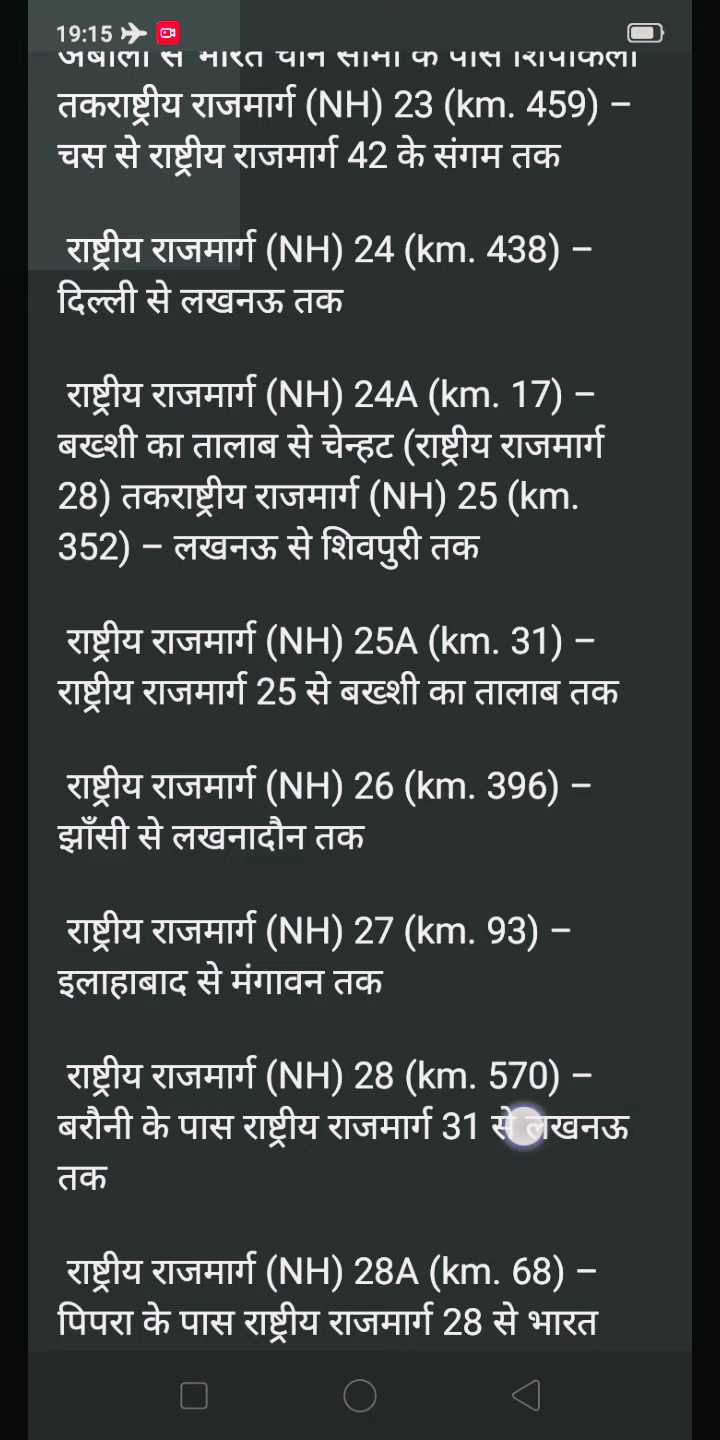 19:15
अंबाला से भारत चीन सीमा के पास शिपकिला
तकराष्ट्रीय राजमार्ग (NH) 23 (km. 459) –
चस से राष्ट्रीय राजमार्ग 42 के संगम तक
राष्ट्रीय राजमार्ग (NH) 24 (km. 438) –
दिल्ली से लखनऊ तक
राष्ट्रीय राजमार्ग (NH) 24A (km. 17) –
बख्शी का तालाब से चेन्हट (राष्ट्रीय राजमार्ग
28) तकराष्ट्रीय राजमार्ग (NH) 25 (km.
352) – लखनऊ से शिवपुरी तक
राष्ट्रीय राजमार्ग (NH) 25A (km. 31) –
राष्ट्रीय राजमार्ग 25 से बख्शी का तालाब तक
राष्ट्रीय राजमार्ग (NH) 26 (km. 396) –
झाँसी से लखनादौन तक
राष्ट्रीय राजमार्ग (NH) 27 (km. 93) –
इलाहाबाद से मंगावन तक
राष्ट्रीय राजमार्ग (NH) 28 (km. 570) –
बरौनी के पास राष्ट्रीय राजमार्ग 31 से लखनऊ
तक
राष्ट्रीय राजमार्ग (NH) 28A (km. 68) –
पिपरा के पास राष्ट्रीय राजमार्ग 28 से भारत